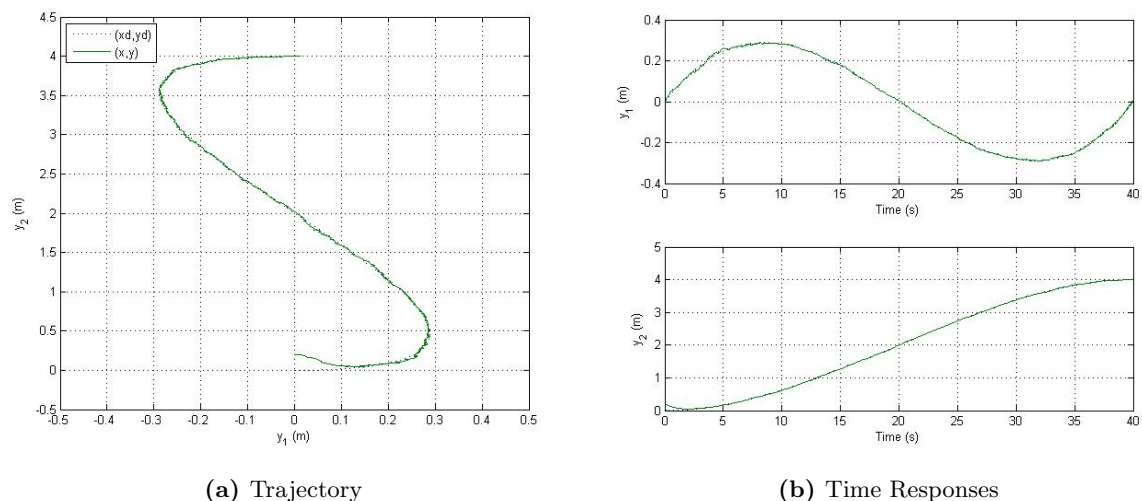 4.5
(xd,yd)
(x,y)
4
3.5
3
2.5
2
1.5
1
0.5
0
-0.5
y2 (m)
-0.5 -0.4 -0.3 -0.2 -0.1 0 0.1 0.2 0.3 0.4 0.5
y1 (m)
(a) Trajectory
0.4
0.2
0
-0.2
-0.4
y1 (m)
0 5 10 15 20 25 30 35 40
Time (s)
5
4
3
2
1
0
y2 (m)
0 5 10 15 20 25 30 35 40
Time (s)
(b) Time Responses